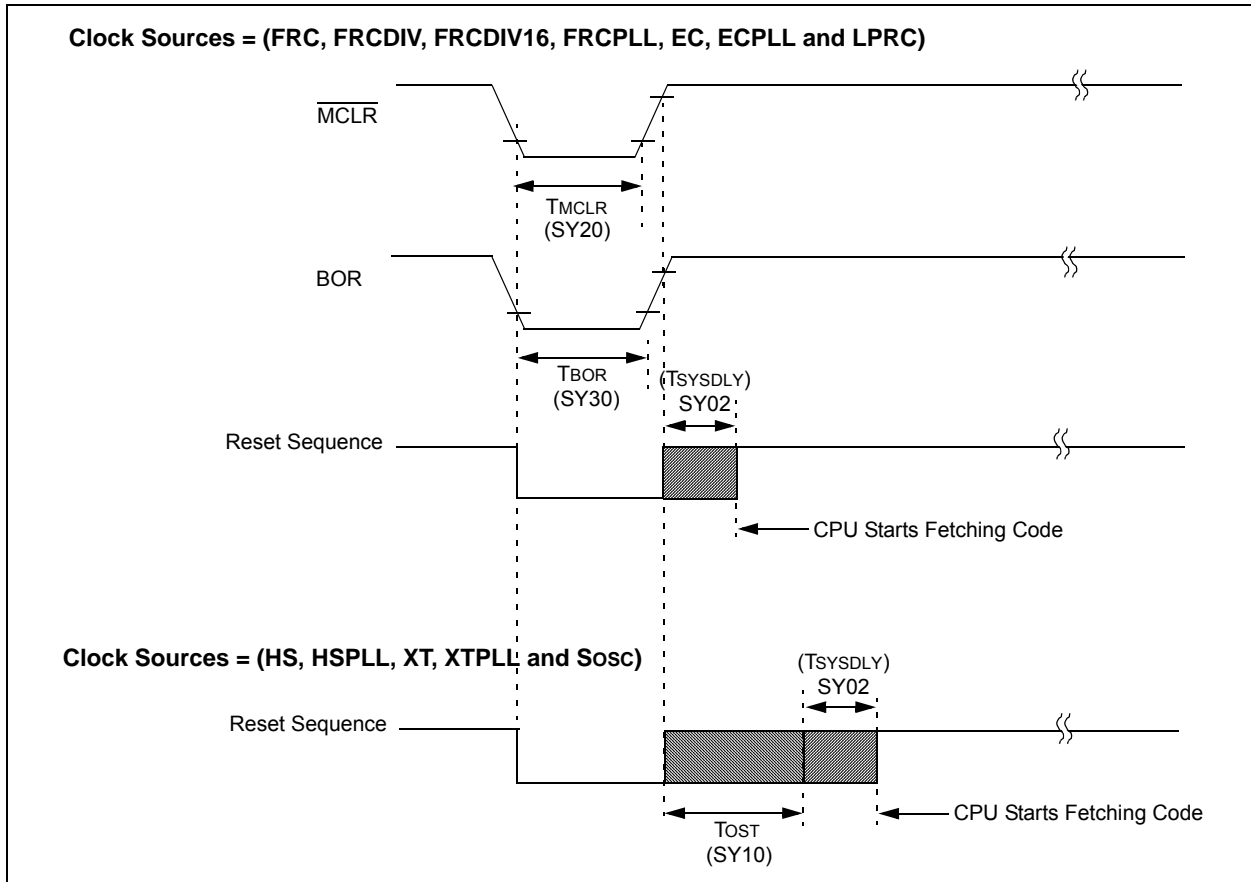 Clock Sources = (FRC, FRCDIV, FRCDIV16, FRCPLL, EC, ECPLL and LPRC)
MCLR
TMCLR
(SY20)
BOR
TBOR
(SY30)
(TSYSDLY)
SY02
Reset Sequence
CPU Starts Fetching Code
Clock Sources = (HS, HSPLL, XT, XTPLL and SOSC)
(TSYSDLY)
SY02
Reset Sequence
CPU Starts Fetching Code
TOST
(SY10)